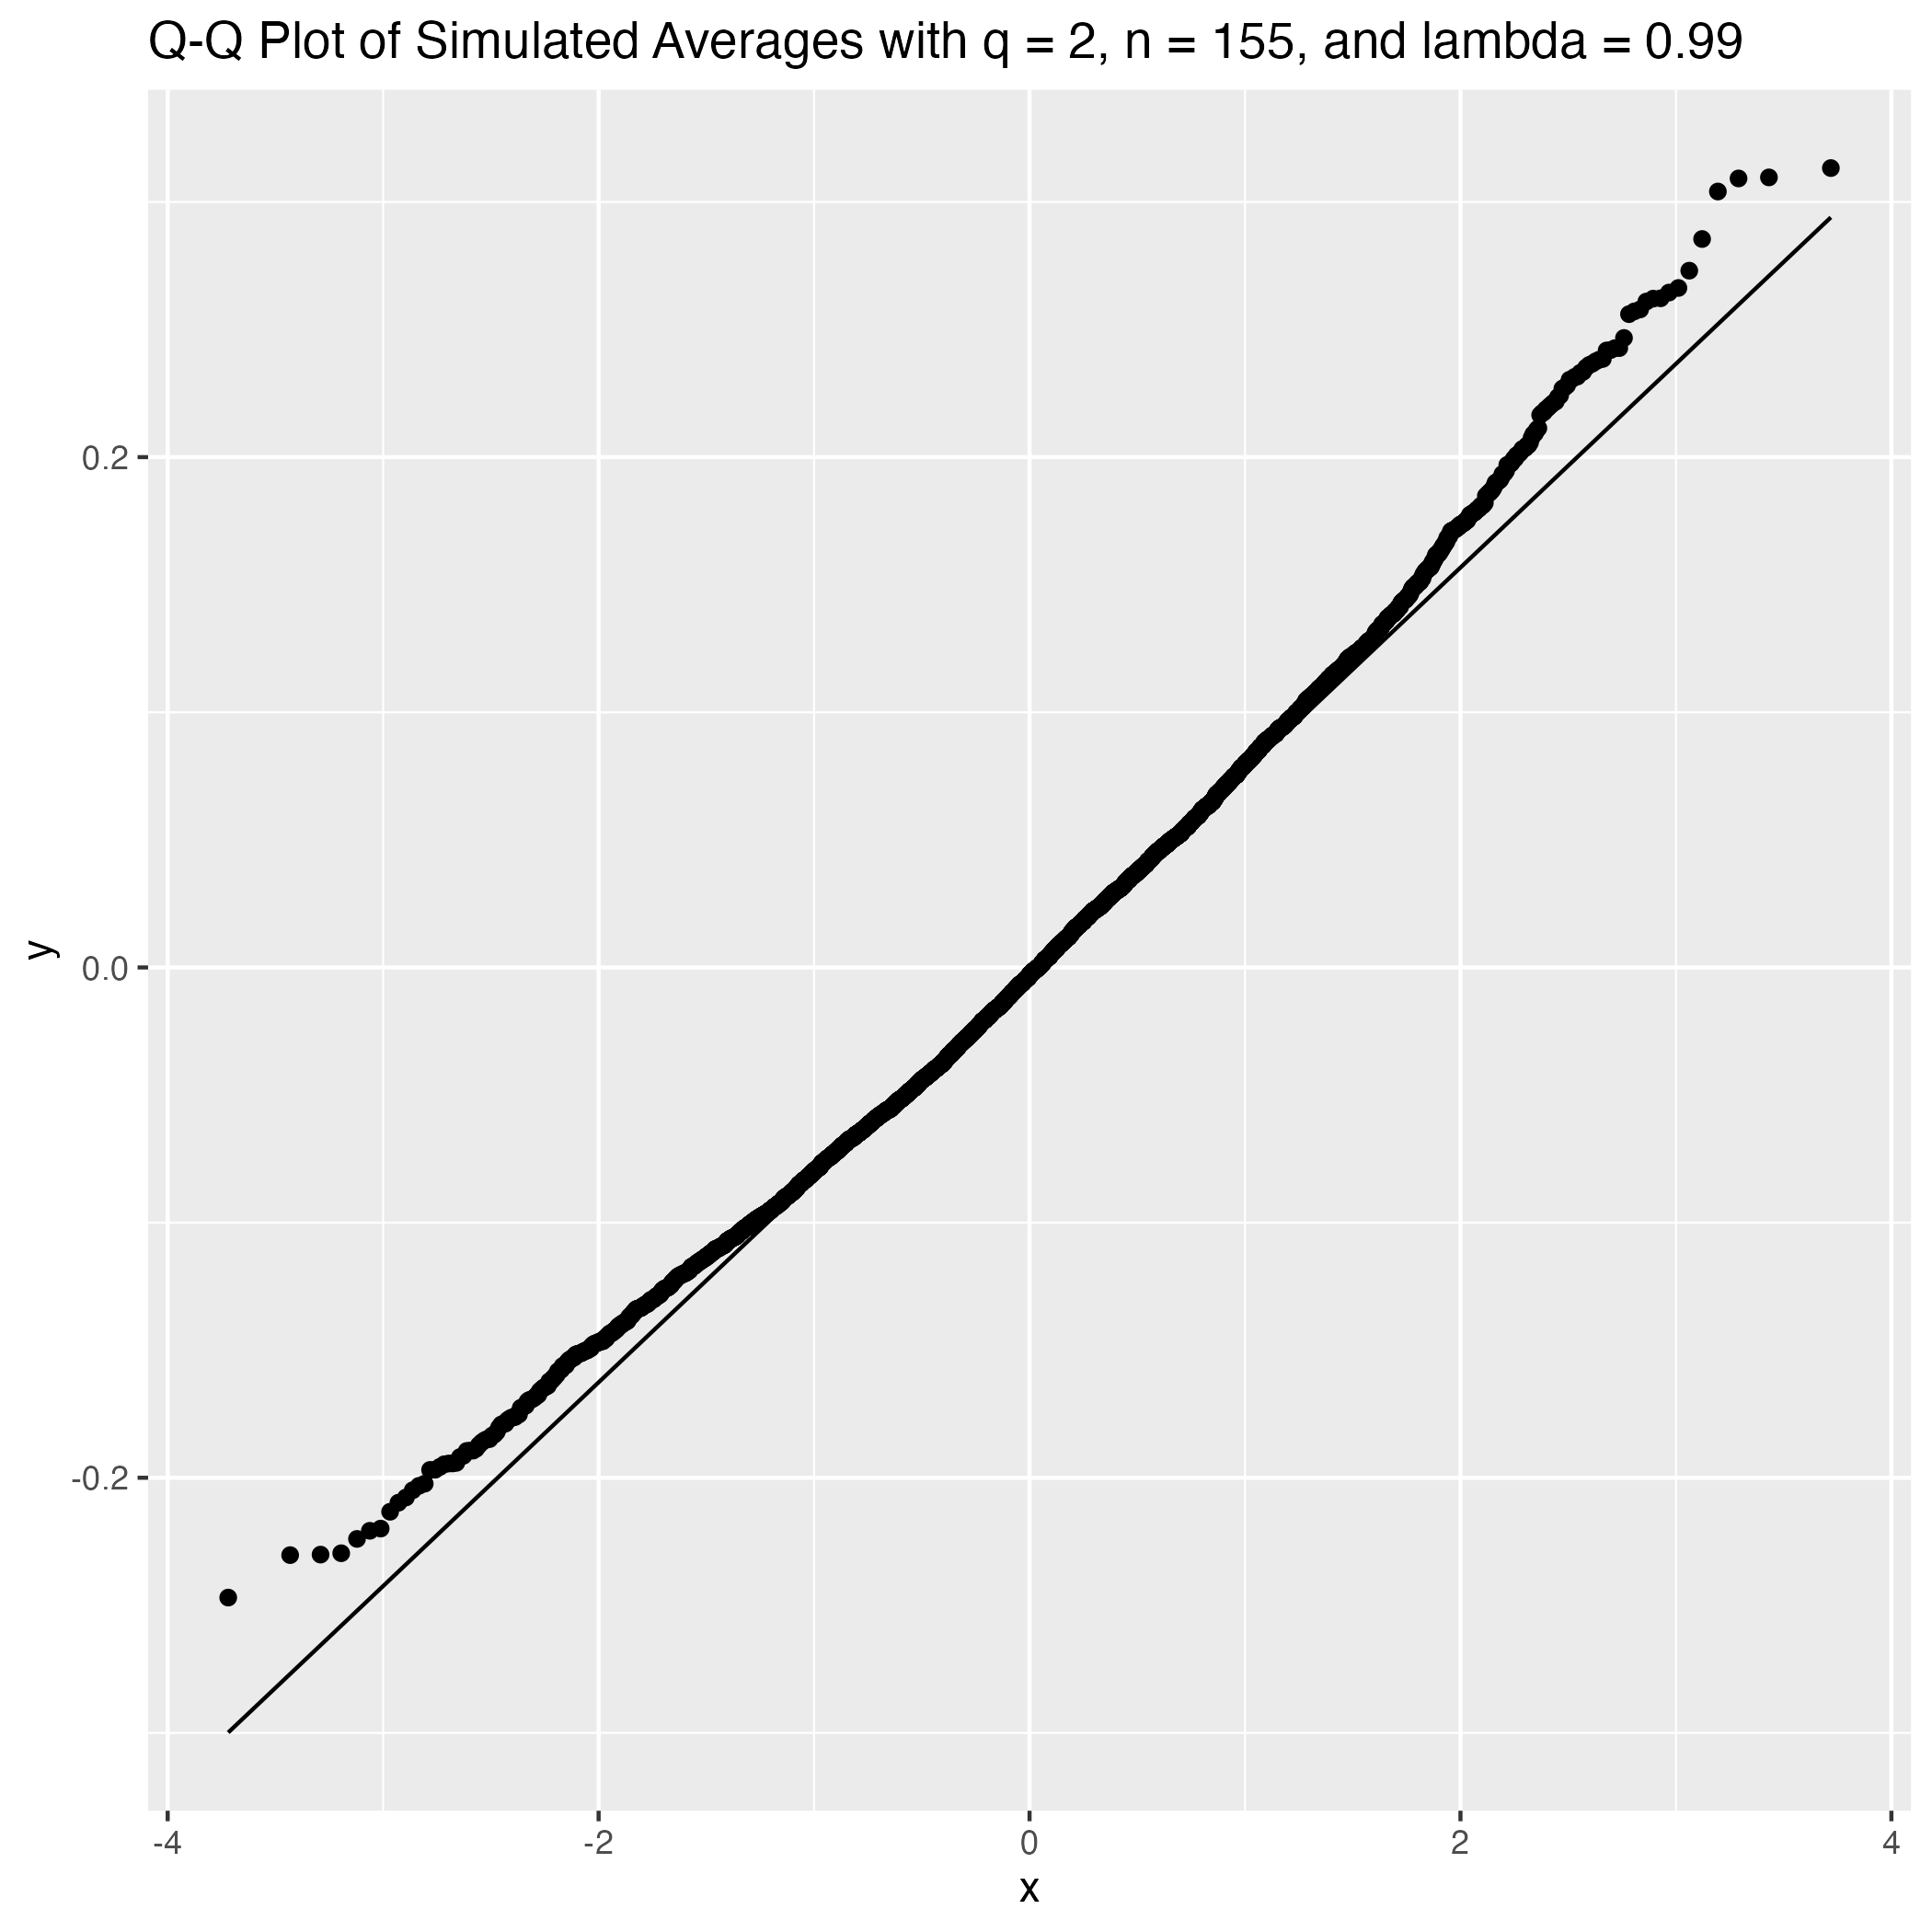 Q-Q Plot of Simulated Averages with q = 2, n = 155, and lambda = 0.99
0.2
0.0
-0.2
y
-4 -2 0 2 4
x